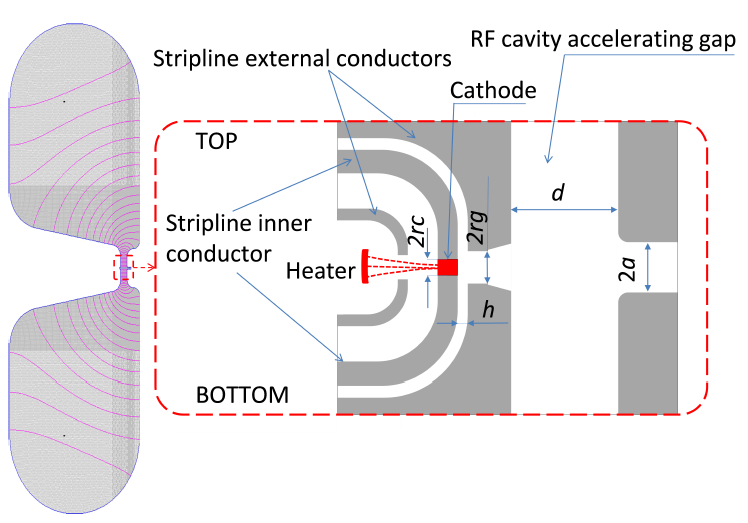 RF cavity accelerating gap
Stripline external conductors
Cathode
TOP
d
2rc
2rg
Stripline inner
conductor
Heater
2a
h
BOTTOM